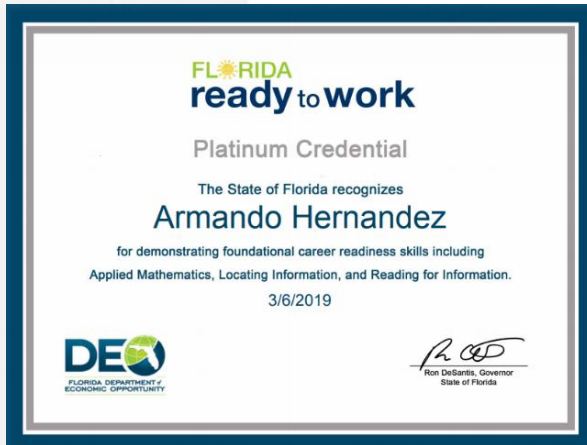 FLORIDA
ready to work
Platinum Credential
The State of Florida recognizes
Armando Hernandez
for demonstrating foundational career readiness skills including
Applied Mathematics, Locating Information, and Reading for Information.
3/6/2019
DEO
FLORIDA DEPARTMENT of
ECONOMIC OPPORTUNITY
Ron DeSantis, Governor
State of Florida